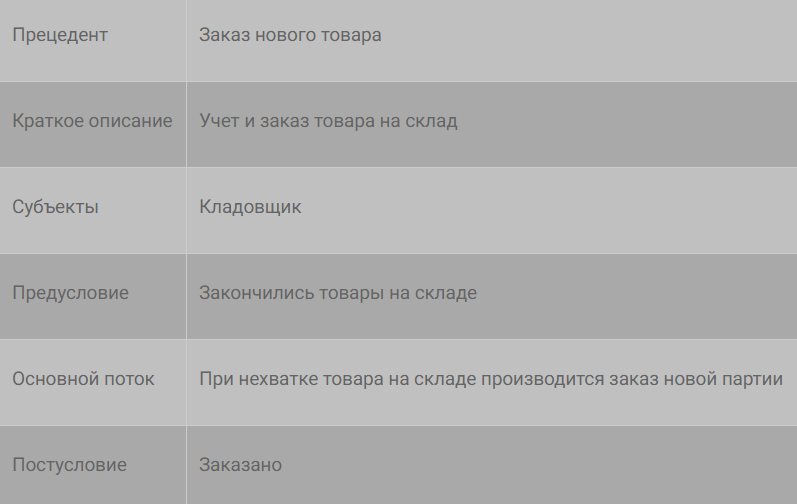 Прецедент Заказ нового товара
Краткое описание Учет и заказ товара на склад
Субъекты Кладовщик
Предусловие Закончились товары на складе
Основной поток При нехватке товара на складе производится заказ новой партии
Постусловие Заказано